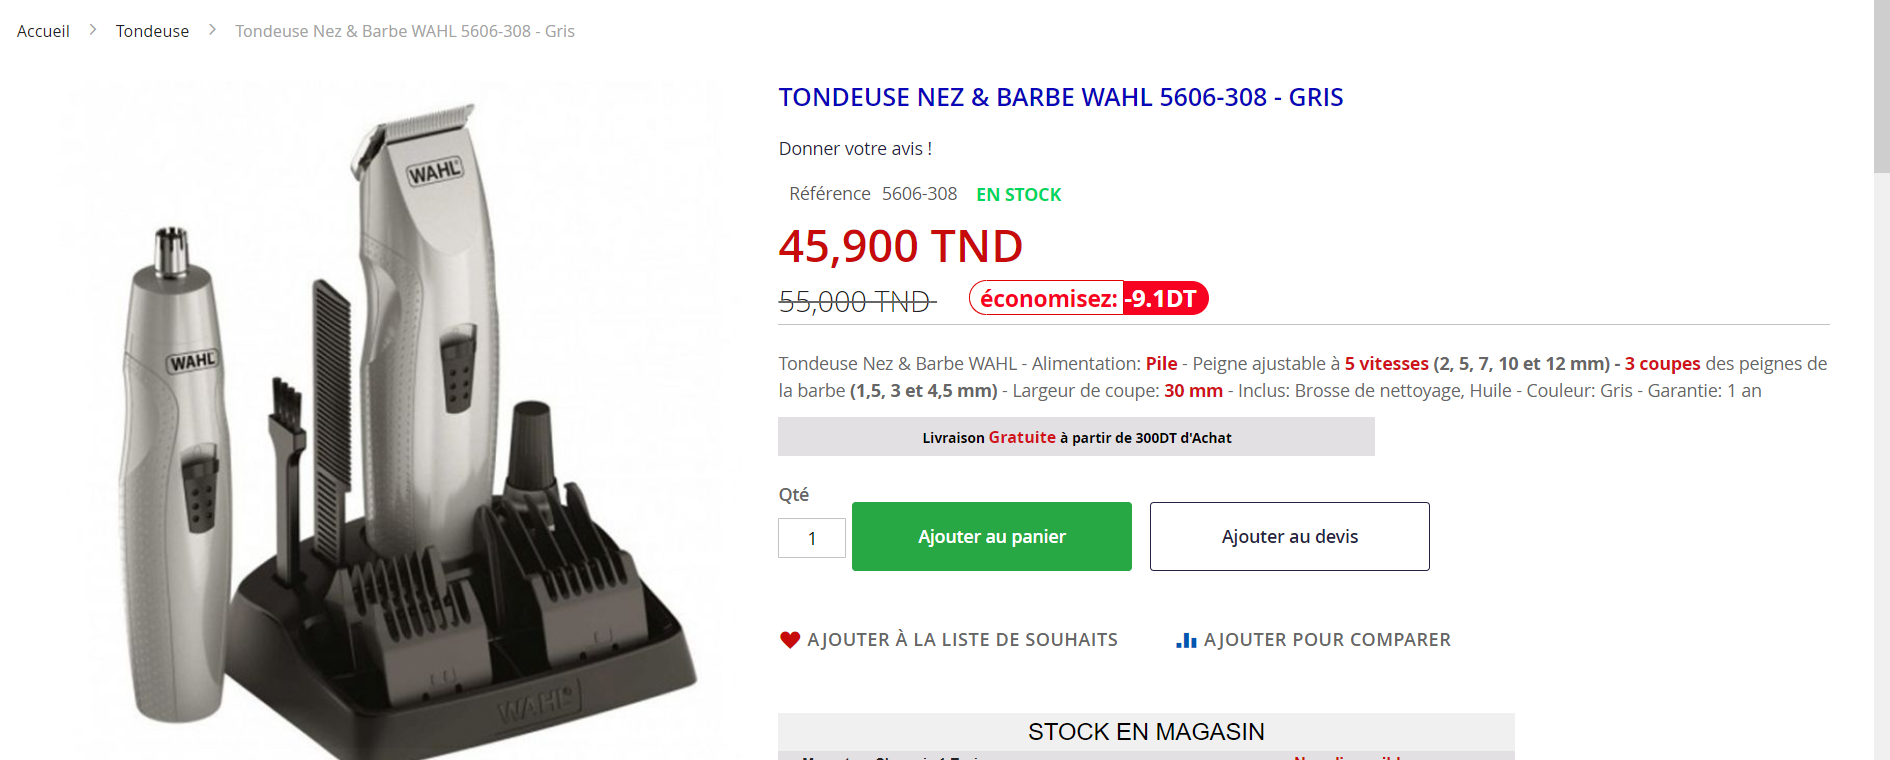 Accueil > Tondeuse > Tondeuse Nez & Barbe WAHL 5606-308 - Gris
WAHL
WAHL
WAHL
TONDEUSE NEZ & BARBE WAHL 5606-308 - GRIS
Donner votre avis !
Référence 5606-308 EN STOCK
45,900 TND
55,000 TND économisez: -9.1DT
Tondeuse Nez & Barbe WAHL - Alimentation: Pile - Peigne ajustable à 5 vitesses (2, 5, 7, 10 et 12 mm) - 3 coupes des peignes de
la barbe (1,5, 3 et 4,5 mm) - Largeur de coupe: 30 mm - Inclus: Brosse de nettoyage, Huile - Couleur: Gris - Garantie: 1 an
Livraison Gratuite à partir de 300DT d'Achat
Qté
1 Ajouter au panier Ajouter au devis
AJOUTER À LA LISTE DE SOUHAITS AJOUTER POUR COMPARER
STOCK EN MAGASIN